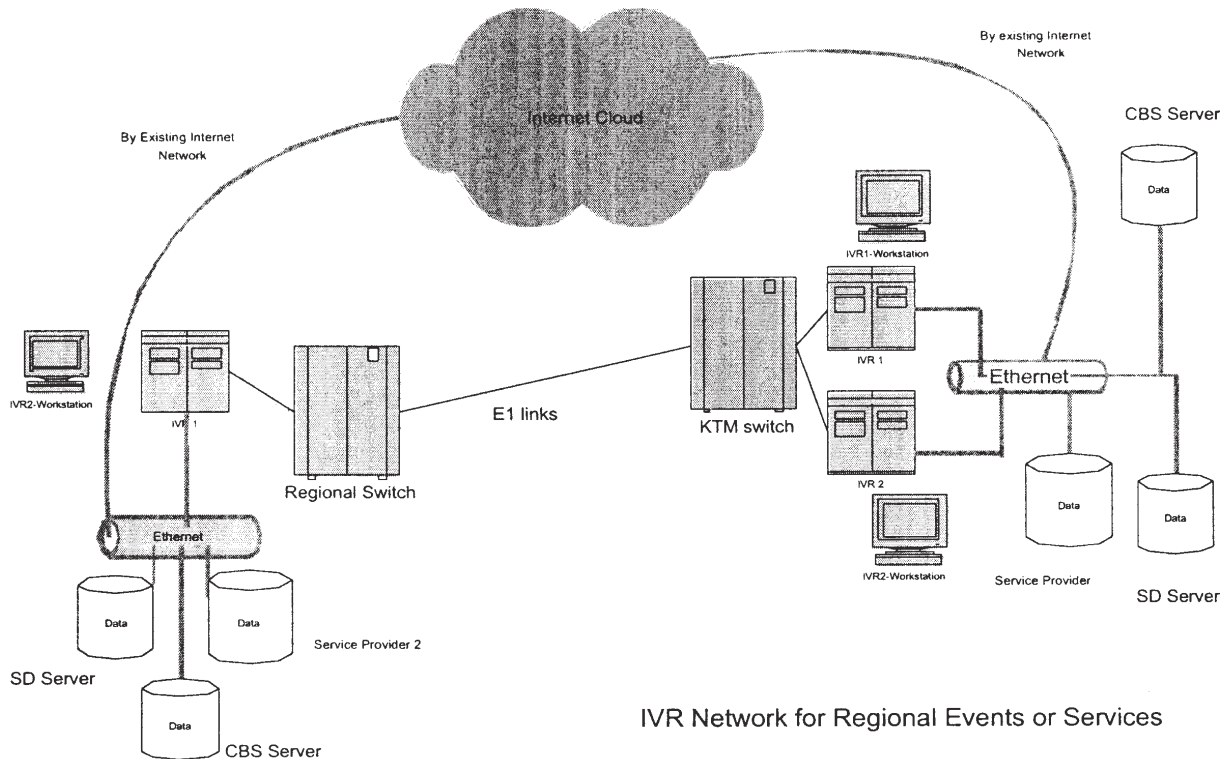 By existing Internet
Network
Internet Cloud
CBS Server
By Existing Internet
Network
Data
IVR1-Workstation
IVR 1
Ethernet
IVR2-Workstation
IVR 1
E1 links
KTM switch
Regional Switch
IVR 2
Data
Data
Ethernet
IVR2-Workstation
Service Provider
SD Server
Data
Data
Service Provider 2
SD Server
Data
CBS Server
IVR Network for Regional Events or Services